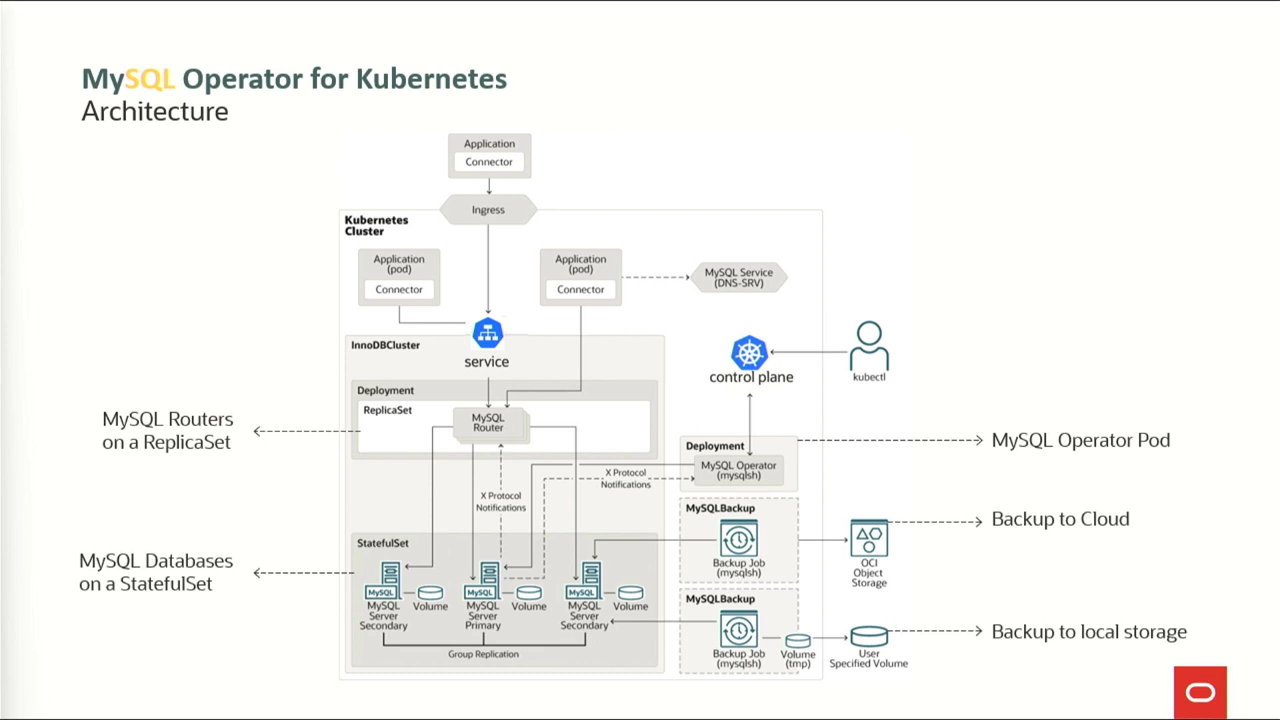 MySQL Operator for Kubernetes
Architecture
Application
Connector
Ingress
Kubernetes
Cluster
Application
(pod)
Connector
Application
(pod)
Connector
MySQL Service
(DNS-SRV)
InnoDBCluster
service
control plane
kubectl
Deployment
ReplicaSet
MySQL
Router
MySQL Routers
on a ReplicaSet
Deployment
MySQL Operator
(mysqlsh)
MySQL Operator Pod
X Protocol
Notifications
X Protocol
Notifications
MySQLBackup
Backup Job
(mysqlsh)
OCI
Object
Storage
Backup to Cloud
StatefulSet
MySQL Databases
on a StatefulSet
MySQL
MySQL
Server
Secondary
Volume
MySQL
MySQL
Server
Primary
Volume
MySQL
MySQL
Server
Secondary
Volume
Group Replication
MySQLBackup
Backup Job
(mysqlsh)
Volume
(tmp)
User
Specified Volume
Backup to local storage